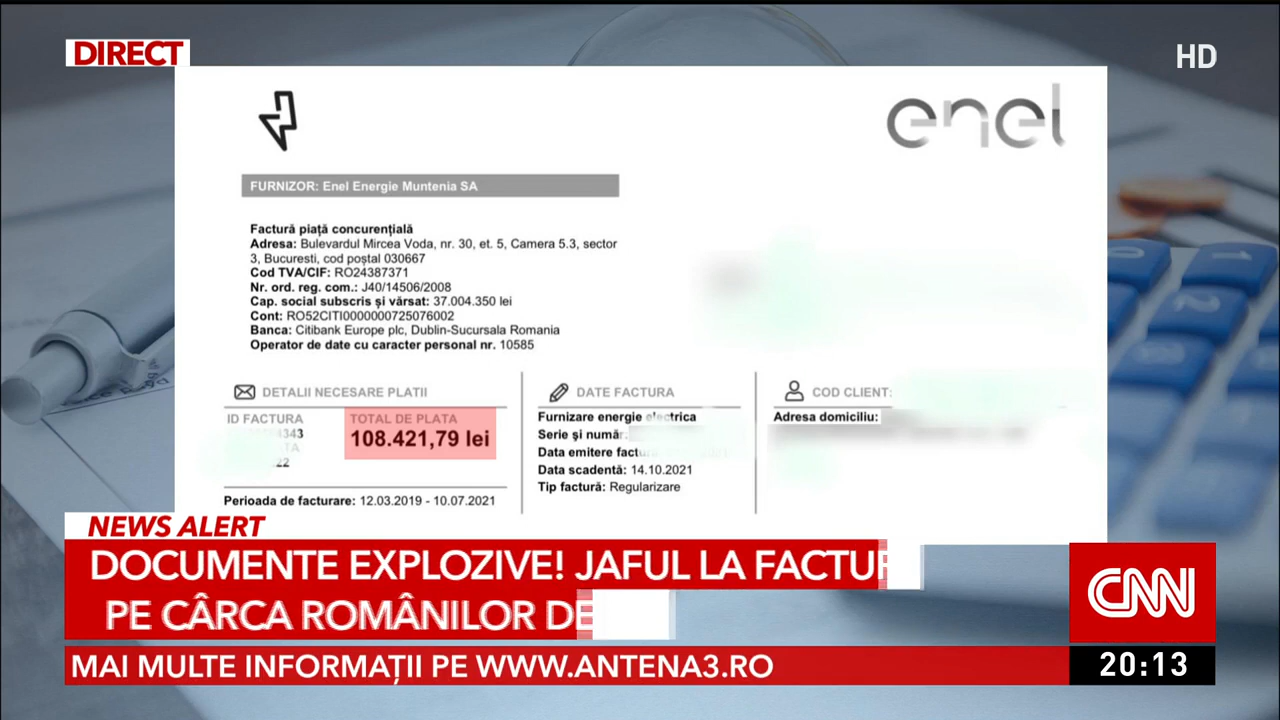 DIRECT
HD
enel
FURNIZOR: Enel Energie Muntenia SA
Factură piață concurențială
Adresa: Bulevardul Mircea Voda, nr. 30, et. 5, Camera 5.3, sector
3, Bucuresti, cod poștal 030667
Cod TVA/CIF: RO24387371
Nr. ord. reg. com.: J40/14506/2008
Cap. social subscris și vărsat: 37.004.350 lei
Cont: RO52CITI0000000725076002
Banca: Citibank Europe plc, Dublin-Sucursala Romania
Operator de date cu caracter personal nr. 10585
DETALII NECESARE PLATII
ID FACTURA
4343
22
TOTAL DE PLATA
108.421,79 lei
Perioada de facturare: 12.03.2019 - 10.07.2021
DATE FACTURA
Furnizare energie electrica
Serie și număr
Data emitere
Data scadentă: 14.10.2021
Tip factură: Regularizare
COD CLIENT:
Adresa domiciliu:
NEWS ALERT
DOCUMENTE EXPLOZIVE! JAFUL LA
PE CÂRCA ROMÂNILOR DE
MAI MULTE INFORMAȚII PE WWW.ANTENA3.RO
CNN
20:13